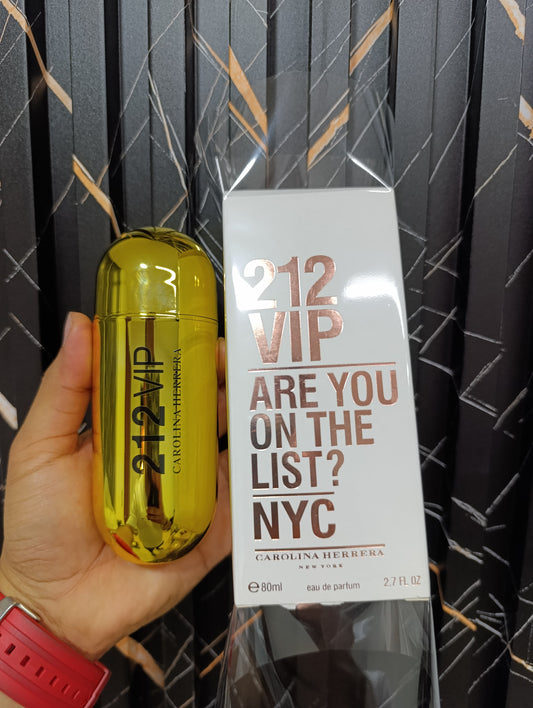 212 VIP
CAROLINA HERRERA
212
VIP
ARE YOU
ON THE
LIST?
NYC
CAROLINA HERRERA
NEW YORK
℮80ml eau de parfum 2.7 FL OZ